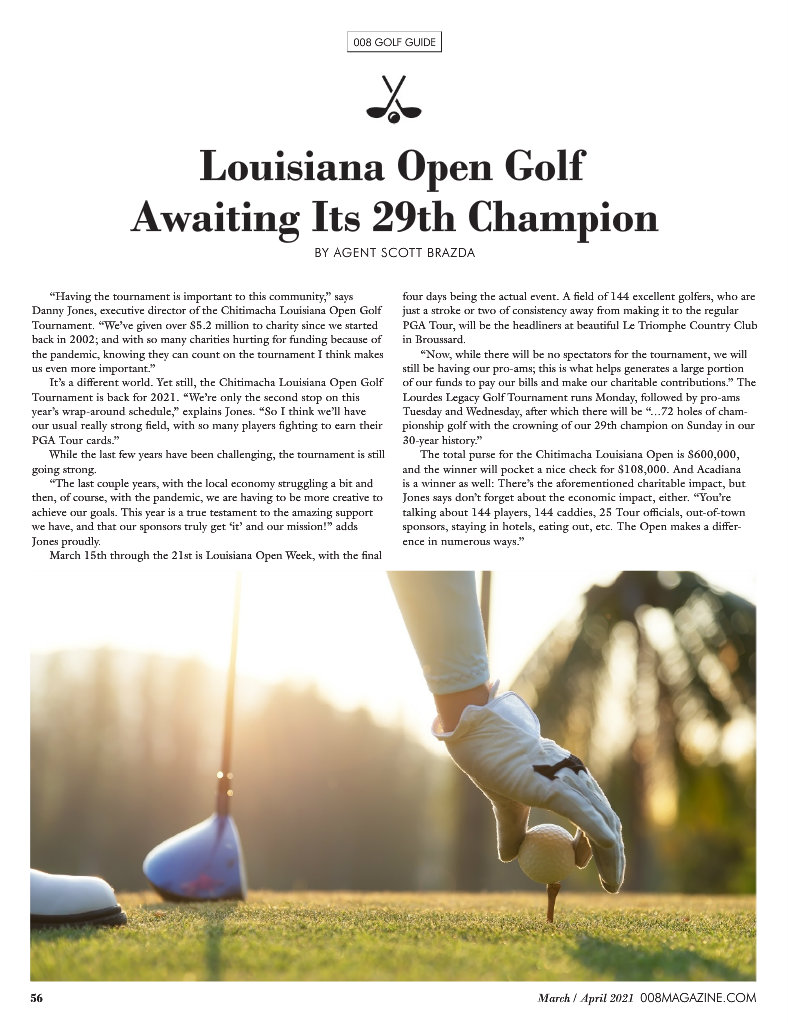 008 GOLF GUIDE
Louisiana Open Golf
Awaiting Its 29th Champion
BY AGENT SCOTT BRAZDA
“Having the tournament is important to this community,” says
Danny Jones, executive director of the Chitimacha Louisiana Open Golf
Tournament. “We’ve given over $5.2 million to charity since we started
back in 2002; and with so many charities hurting for funding because of
the pandemic, knowing they can count on the tournament I think makes
us even more important.”
It’s a different world. Yet still, the Chitimacha Louisiana Open Golf
Tournament is back for 2021. “We’re only the second stop on this
year’s wrap-around schedule,” explains Jones. “So I think we’ll have
our usual really strong field, with so many players fighting to earn their
PGA Tour cards.”
While the last few years have been challenging, the tournament is still
going strong.
“The last couple years, with the local economy struggling a bit and
then, of course, with the pandemic, we are having to be more creative to
achieve our goals. This year is a true testament to the amazing support
we have, and that our sponsors truly get ‘it’ and our mission!” adds
Jones proudly.
March 15th through the 21st is Louisiana Open Week, with the final
four days being the actual event. A field of 144 excellent golfers, who are
just a stroke or two of consistency away from making it to the regular
PGA Tour, will be the headliners at beautiful Le Triomphe Country Club
in Broussard.
“Now, while there will be no spectators for the tournament, we will
still be having our pro-ams; this is what helps generates a large portion
of our funds to pay our bills and make our charitable contributions.” The
Lourdes Legacy Golf Tournament runs Monday, followed by pro-ams
Tuesday and Wednesday, after which there will be “…72 holes of cham-
pionship golf with the crowning of our 29th champion on Sunday in our
30-year history.”
The total purse for the Chitimacha Louisiana Open is $600,000,
and the winner will pocket a nice check for $108,000. And Acadiana
is a winner as well: There’s the aforementioned charitable impact, but
Jones says don’t forget about the economic impact, either. “You’re
talking about 144 players, 144 caddies, 25 Tour officials, out-of-town
sponsors, staying in hotels, eating out, etc. The Open makes a differ-
ence in numerous ways.”
56
March / April 2021 008MAGAZINE.COM